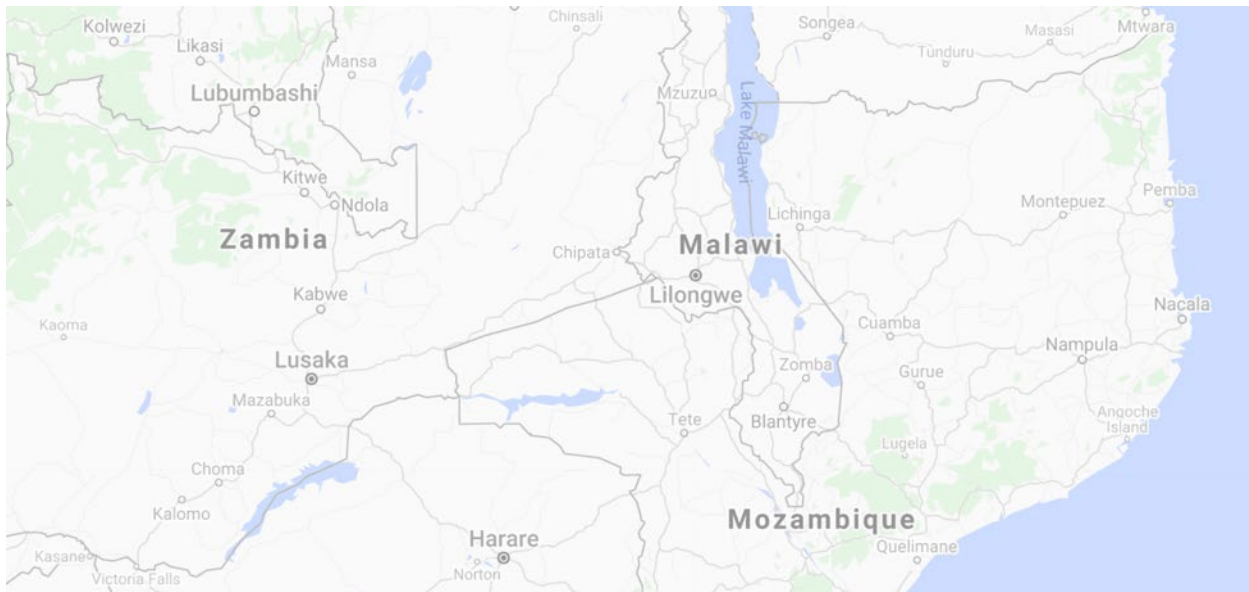 Chinsali
Kolwezi
Songea
Mtwara
Masasi
Likasi
Tunduru
Mansa
Lubumbashi
Mzuzu
Lake Malawi
Kitwe
Ndola
Pemba
Montepuez
Lichinga
Zambia
Malawi
Chipata
Lilongwe
Kabwe
Nacala
Kaoma
Cuamba
Nampula
Lusaka
Zomba
Gurue
Mazabuka
Tete
Blantyre
Angoche
Island
Lugela
Choma
Kalomo
Mozambique
Harare
Quelimane
Kasane
Victoria Falls
Norton